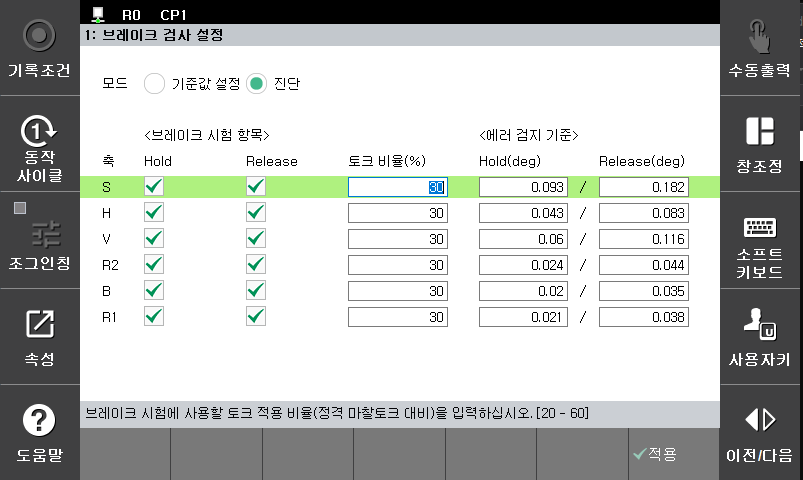 R0 CP1
1: 브레이크 검사 설정
기록조건
수동출력
모드 기준값 설정 진단
<브레이크 시험 항목> <에러 검지 기준>
축 Hold Release 토크 비율(%) Hold(deg) Release(deg)
S 30 0.093 / 0.182
H 30 0.043 / 0.083
V 30 0.06 / 0.116
R2 30 0.024 / 0.044
B 30 0.02 / 0.035
R1 30 0.021 / 0.038
1
동작
사이클
창조정
조그인칭
소프트
키보드
속성
U
사용자키
브레이크 시험에 사용할 토크 적용 비율(정격 마찰토크 대비)을 입력하십시오.[20 - 60]
?
도움말
적용
이전/다음